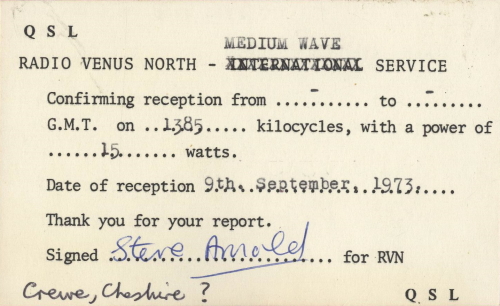 Q S L
MEDIUM WAVE
RADIO VENUS NORTH - INTERNATIONAL SERVICE
Confirming reception from .....-...... to ...-.......
G.M.T. on ..1385..... kilocycles, with a power of
......15....... watts.
Date of reception 9th. September, 1973.....
Thank you for your report.
Signed Steve Arnold for RVN
Crewe, Cheshire ?
Q S L